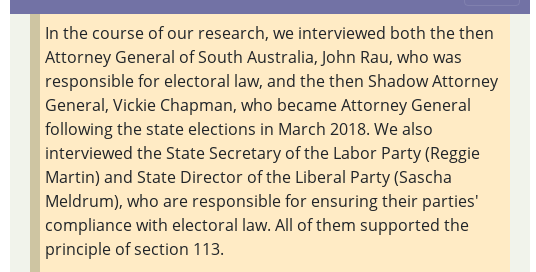 In the course of our research, we interviewed both the then
Attorney General of South Australia, John Rau, who was
responsible for electoral law, and the then Shadow Attorney
General, Vickie Chapman, who became Attorney General
following the state elections in March 2018. We also
interviewed the State Secretary of the Labor Party (Reggie
Martin) and State Director of the Liberal Party (Sascha
Meldrum), who are responsible for ensuring their parties'
compliance with electoral law. All of them supported the
principle of section 113.